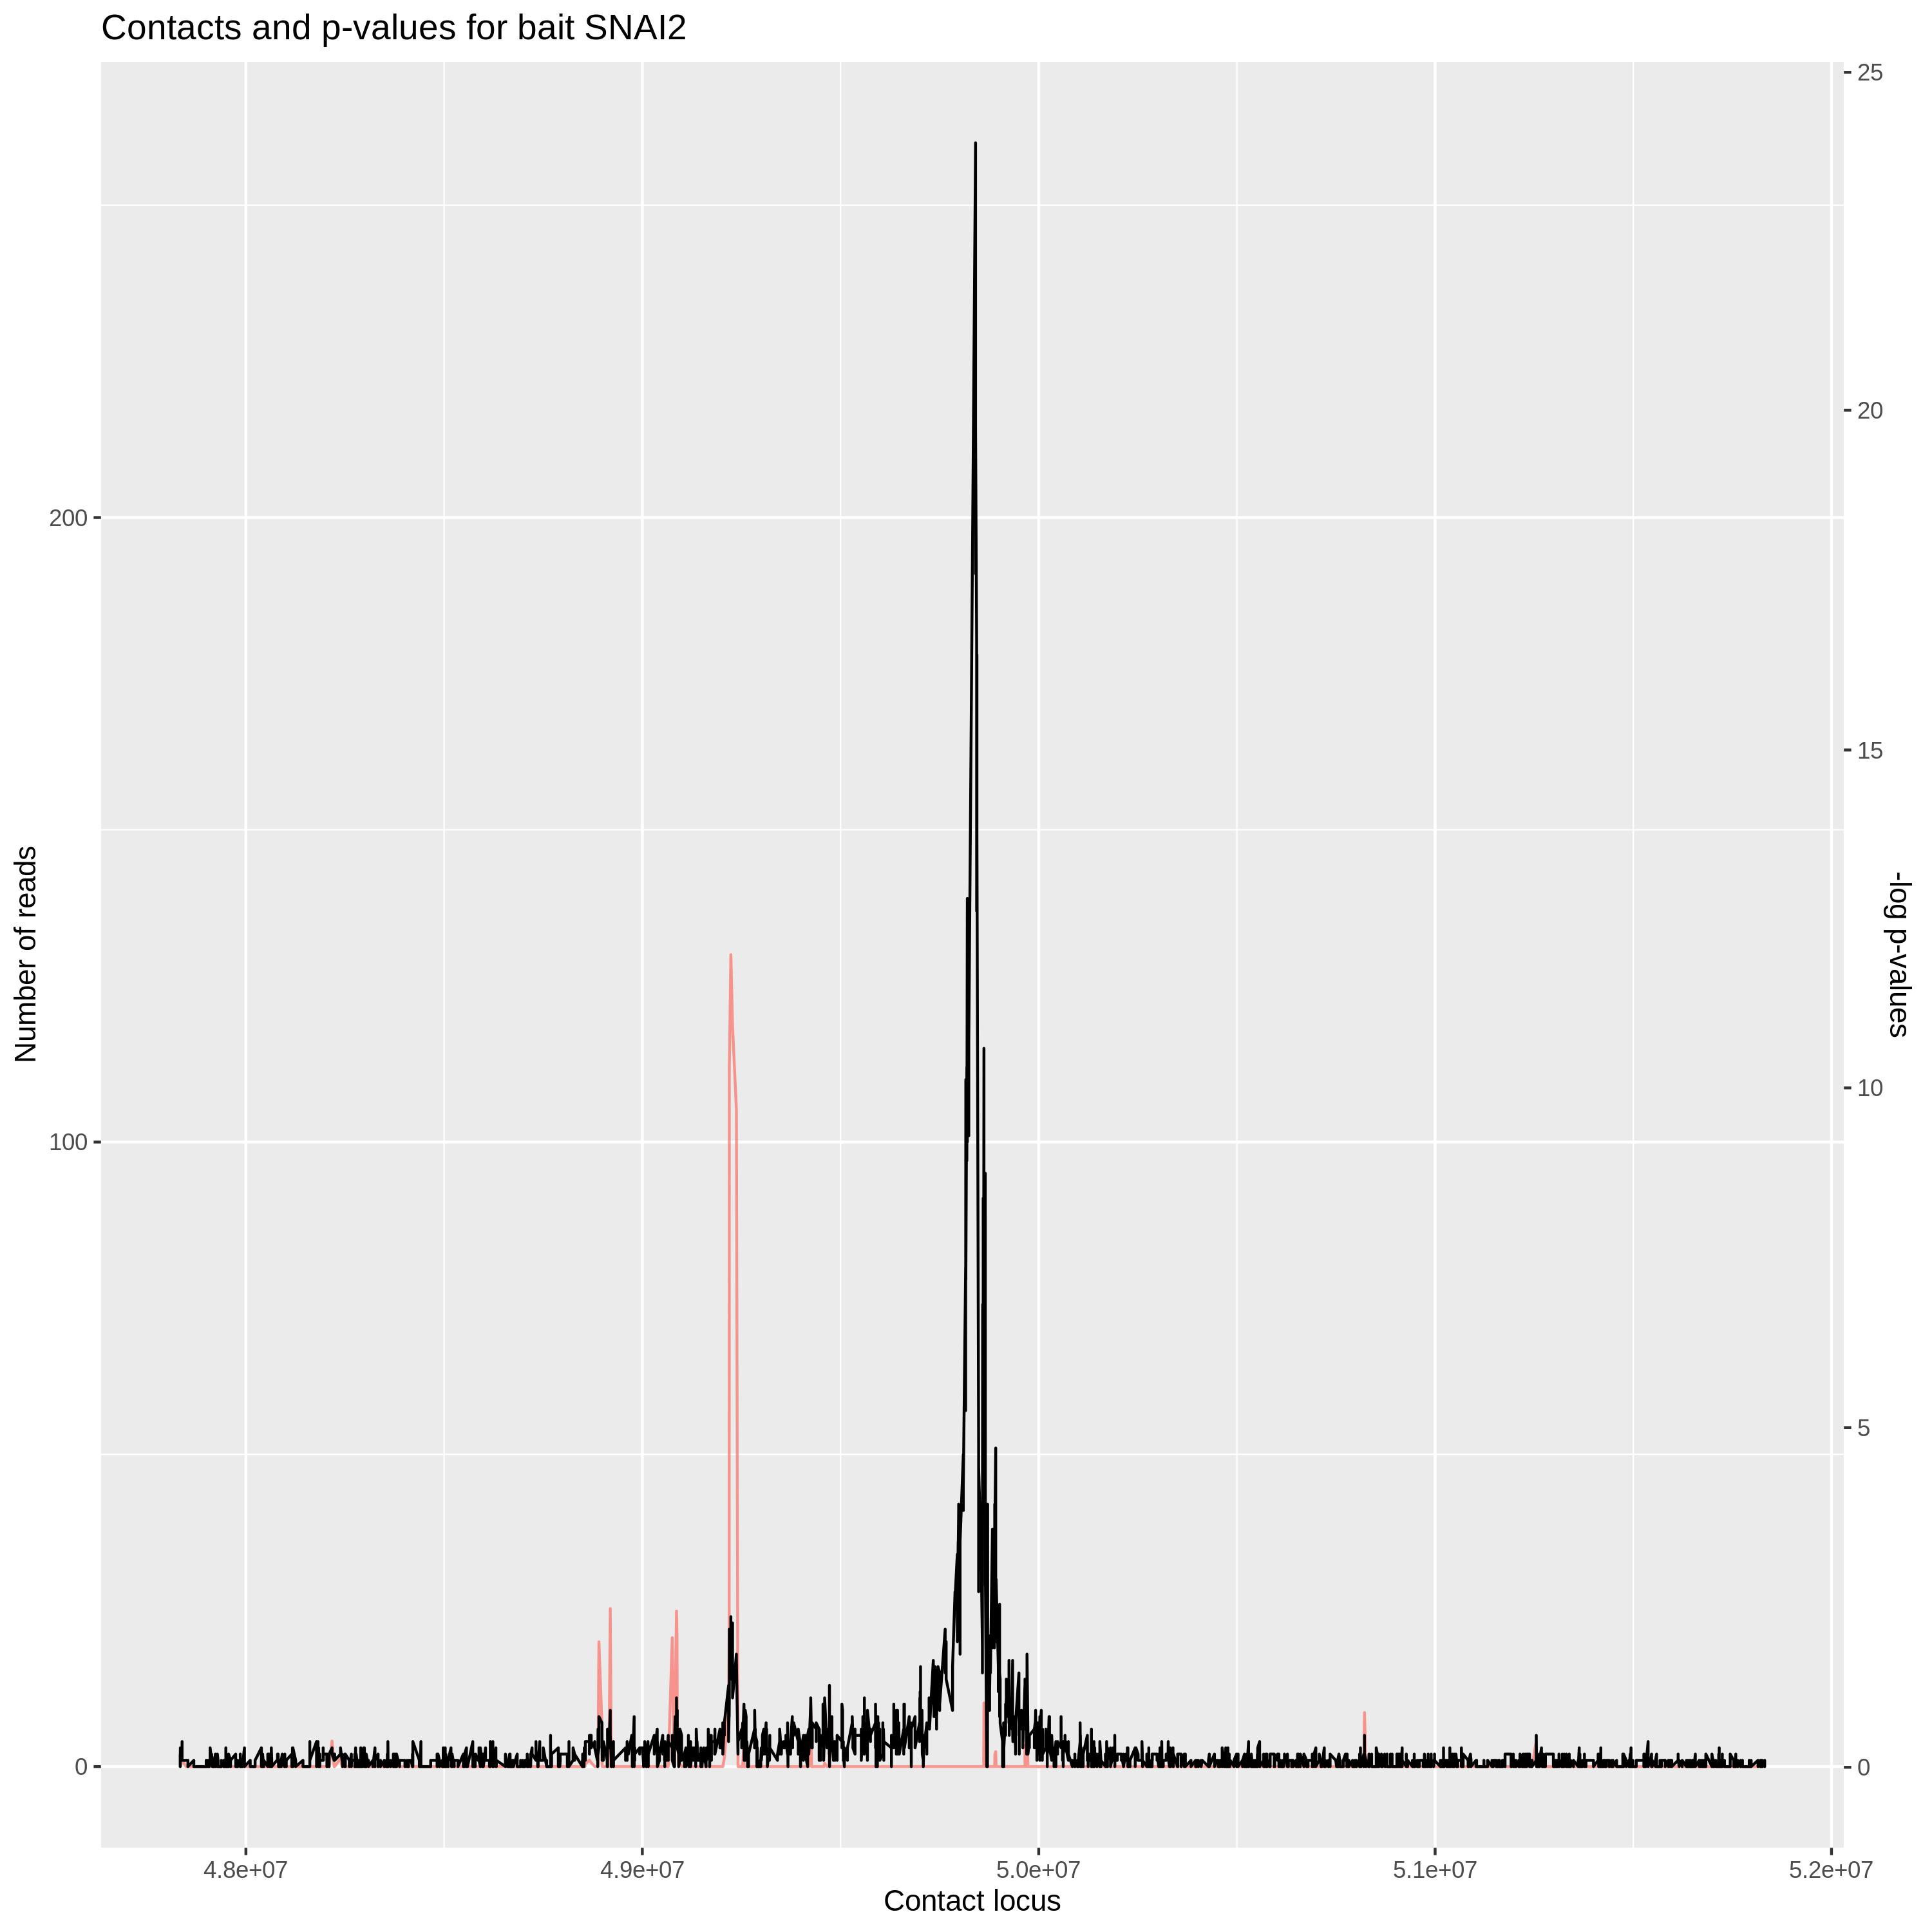 Contacts and p-values for bait SNAI2
25
20
200
15
Number of reads
-log p-values
10
100
5
0
0
4.8e+07
4.9e+07
5.0e+07
5.1e+07
5.2e+07
Contact locus